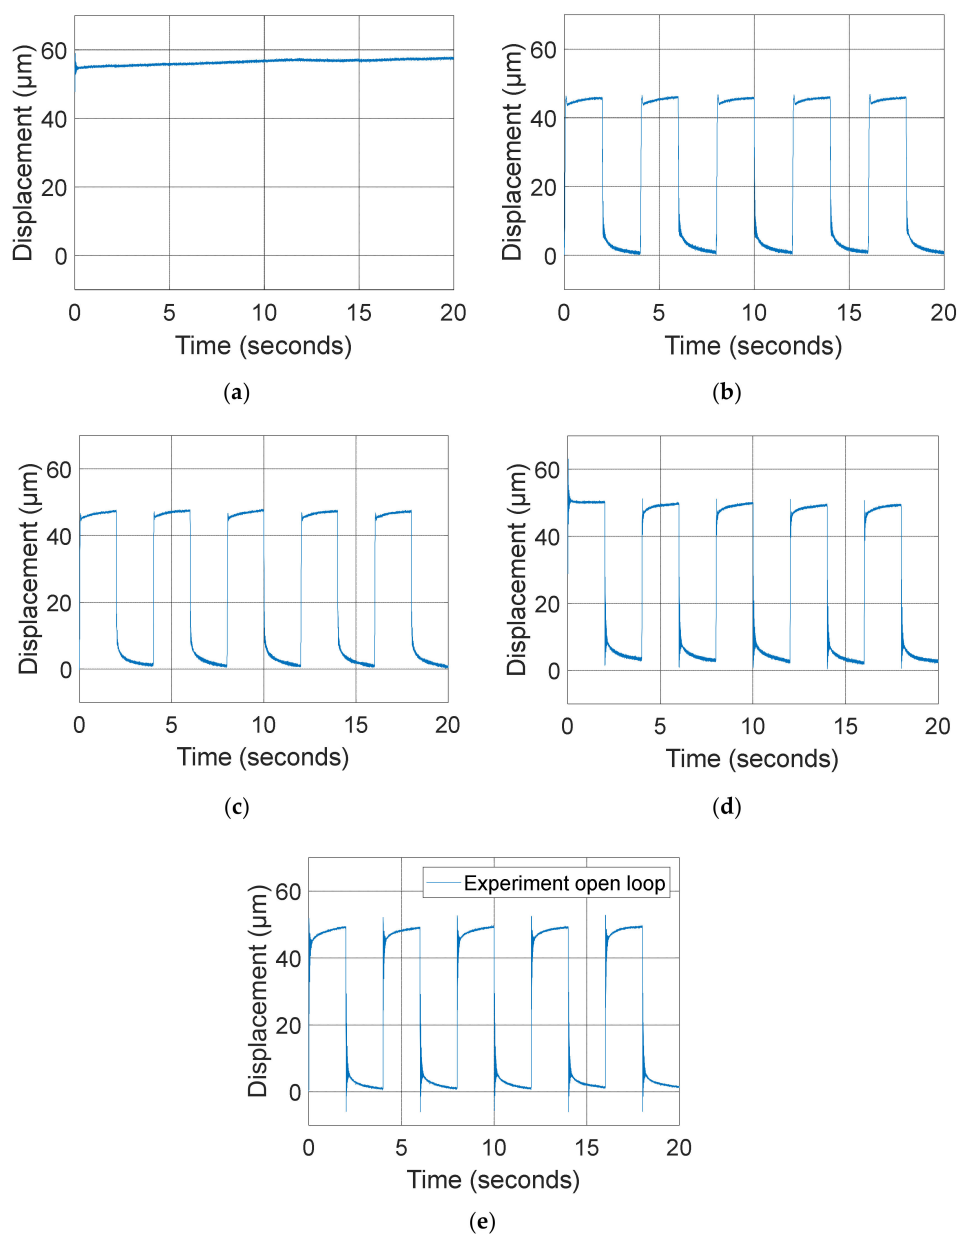 60
40
20
0
Displacement (μm)
0 5 10 15 20
Time (seconds)
(a)
60
40
20
0
Displacement (μm)
0 5 10 15 20
Time (seconds)
(b)
60
40
20
0
Displacement (μm)
0 5 10 15 20
Time (seconds)
(c)
60
40
20
0
Displacement (μm)
0 5 10 15 20
Time (seconds)
(d)
Experiment open loop
60
40
20
0
Displacement (μm)
0 5 10 15 20
Time (seconds)
(e)